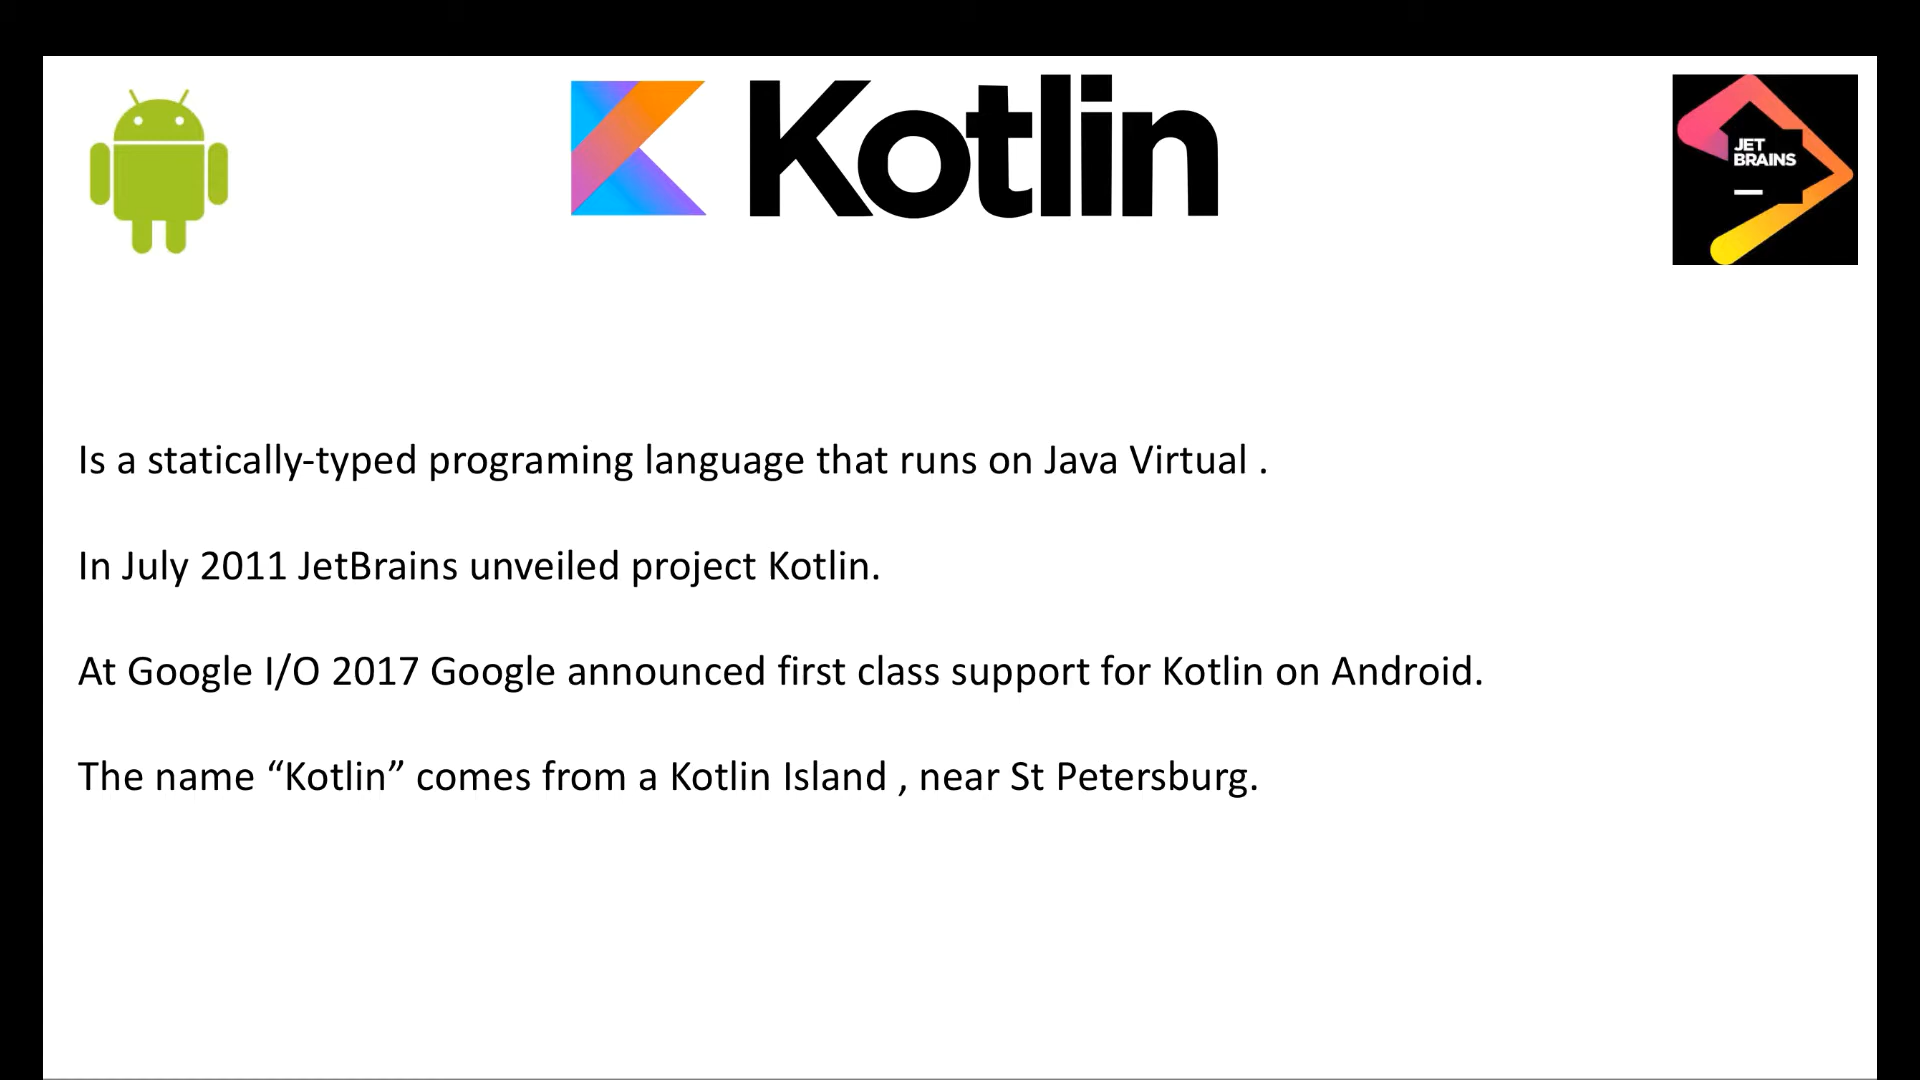 Kotlin
JET
BRAINS
Is a statically-typed programing language that runs on Java Virtual .
In July 2011 JetBrains unveiled project Kotlin.
At Google I/O 2017 Google announced first class support for Kotlin on Android.
The name “Kotlin” comes from a Kotlin Island , near St Petersburg.